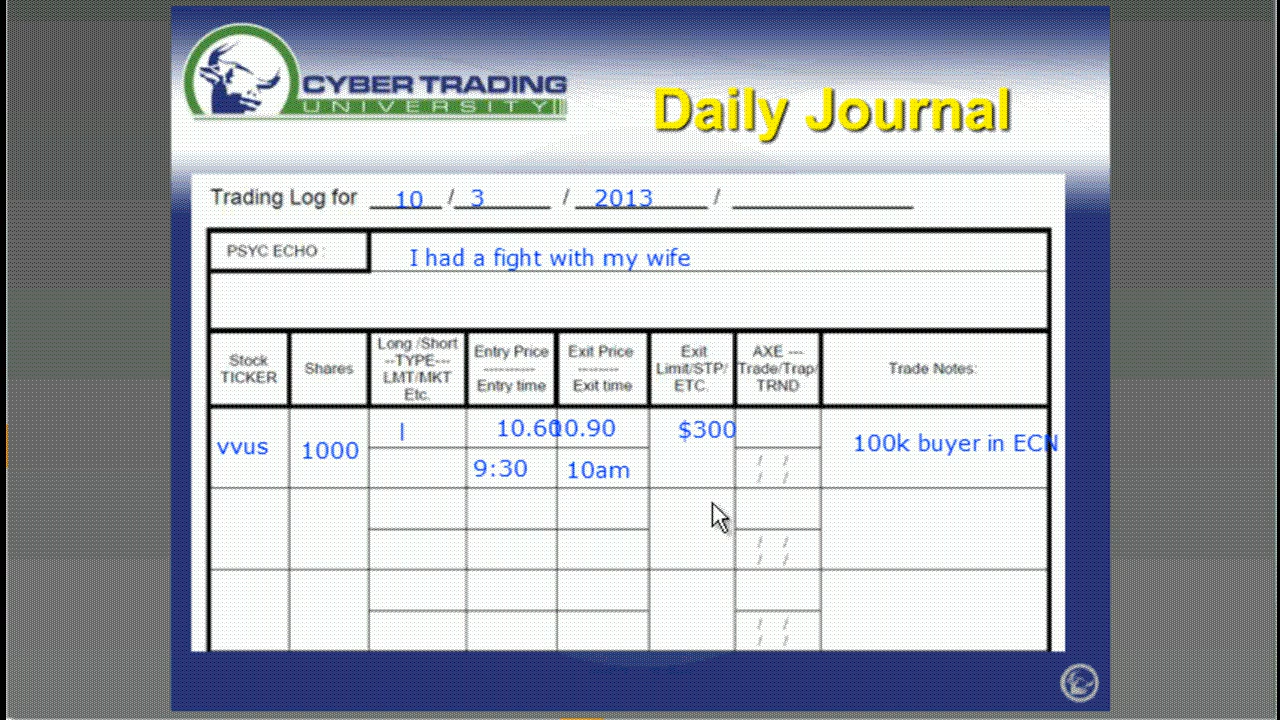 CYBER TRADING
UNIVERSITY
Daily Journal
Trading Log for 10 / 3 / 2013 /
PSYC ECHO : I had a fight with my wife
Stock TICKER
Shares
Long /Short
--TYPE---
LMT/MKT
Etc.
Entry Price
----------
Entry time
Exit Price
--------
Exit time
Exit
Limit/STP/
ETC.
AXE ---
Trade/Trap/
TRND
Trade Notes:
vvus 1000 l 10.60 10.90 $300 100k buyer in ECN
9:30 10am / /
/ /
/ /
/ /
/ /
/ /